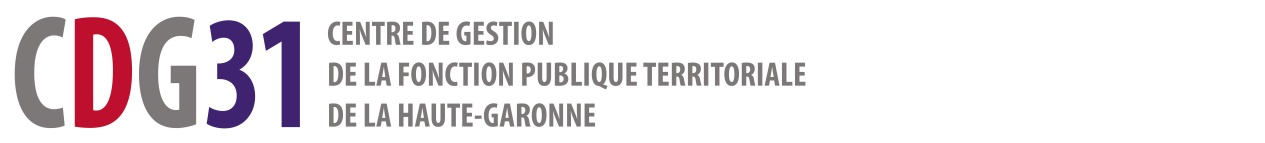 CDG31
CENTRE DE GESTION
DE LA FONCTION PUBLIQUE TERRITORIALE
DE LA HAUTE-GARONNE